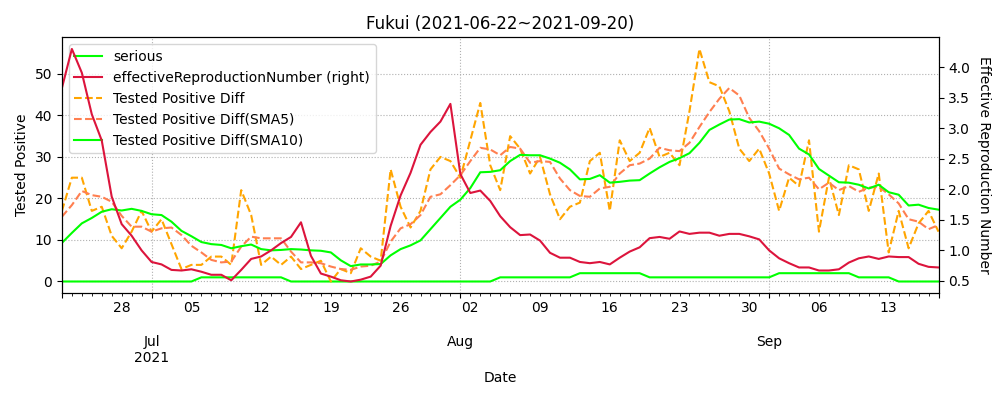 Fukui (2021-06-22~2021-09-20)
serious
effectiveReproductionNumber (right)
Tested Positive Diff
Tested Positive Diff(SMA5)
Tested Positive Diff(SMA10)
Tested Positive
50
40
30
20
10
0
4.0
3.5
3.0
2.5
2.0
1.5
1.0
0.5
Effective Reproduction Number
28 05 12 19 26 02 09 16 23 30 06 13
Jul Aug Sep
2021
Date